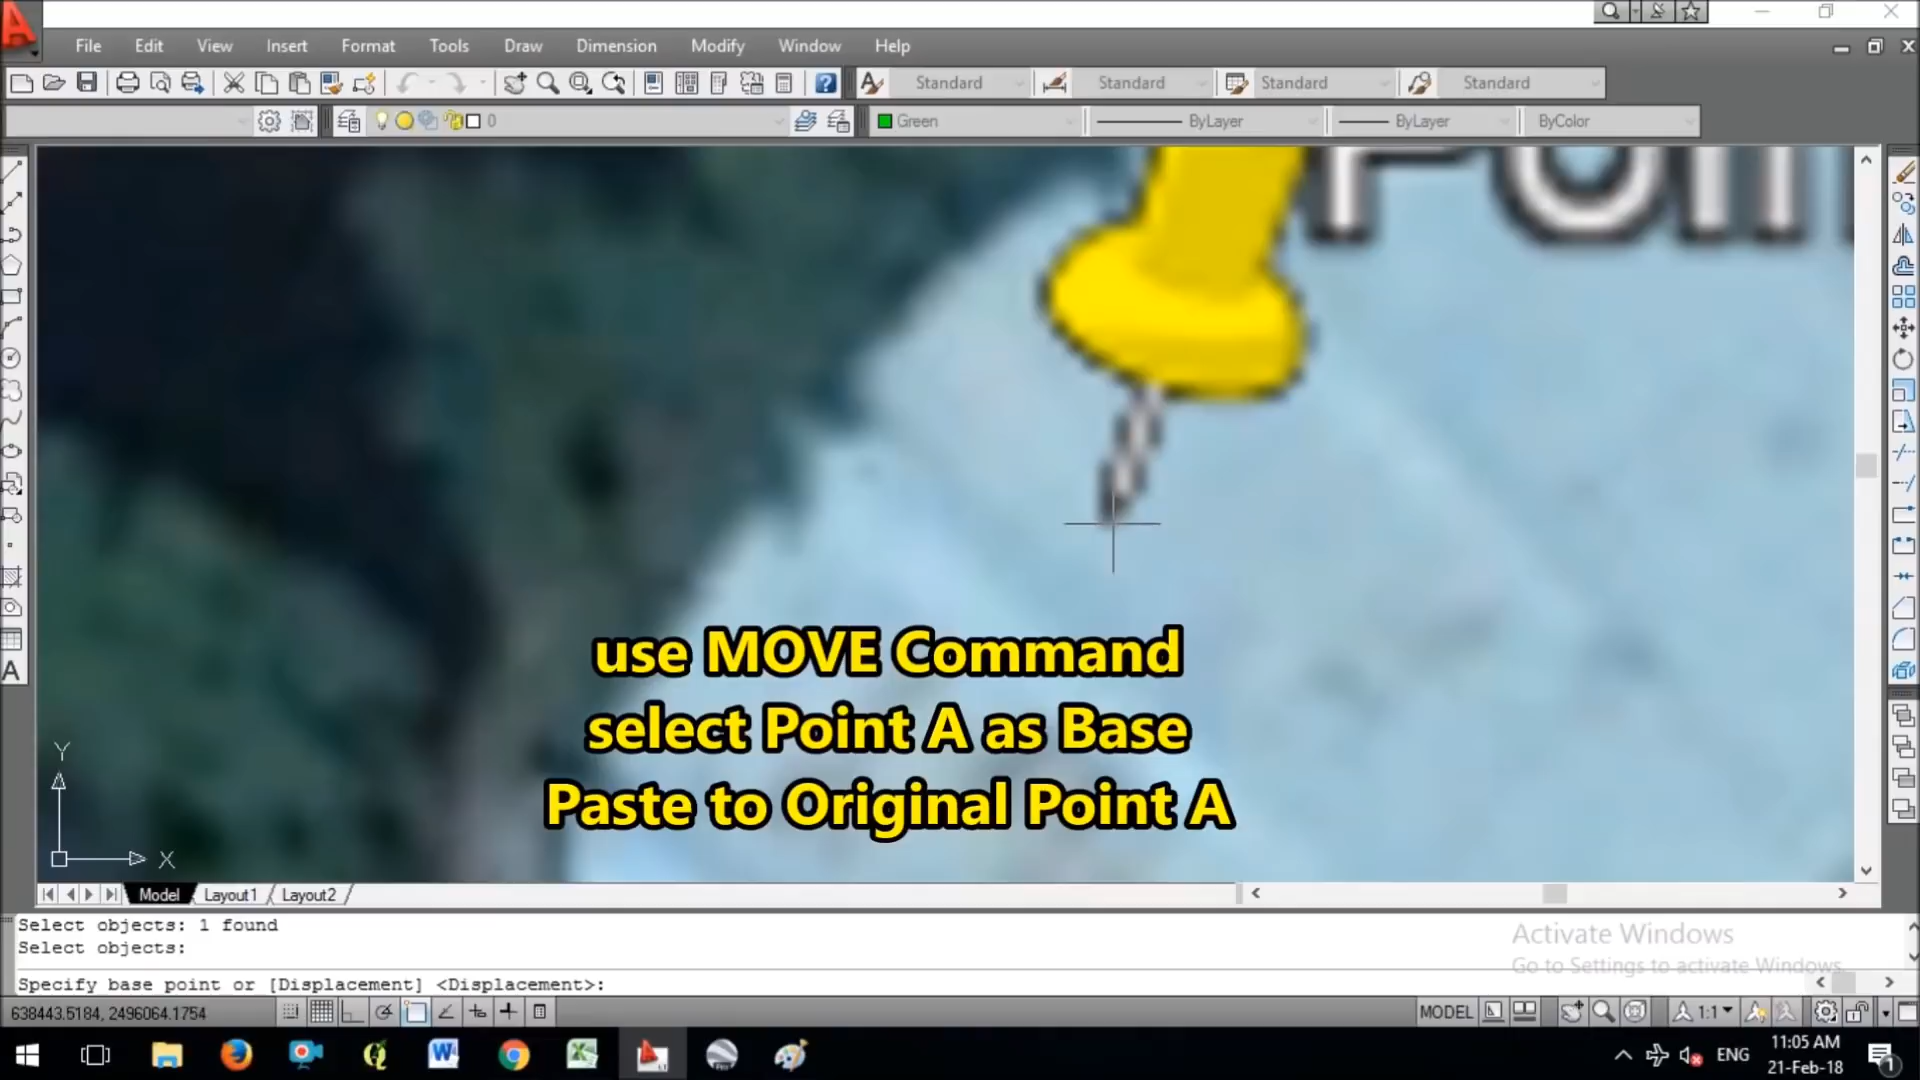 File Edit View Insert Format Tools Draw Dimension Modify Window Help
Standard Standard Standard Standard
0 Green ByLayer ByLayer ByColor
use MOVE Command
select Point A as Base
Paste to Original Point A
Y
X
A
Model Layout1 Layout2
Select objects: 1 found
Select objects:
Specify base point or [Displacement] <Displacement>:
Activate Windows
Go to Settings to activate Windows.
638443.5184, 2496064.1754
MODEL 1:1
ENG
11:05 AM
21-Feb-18
1